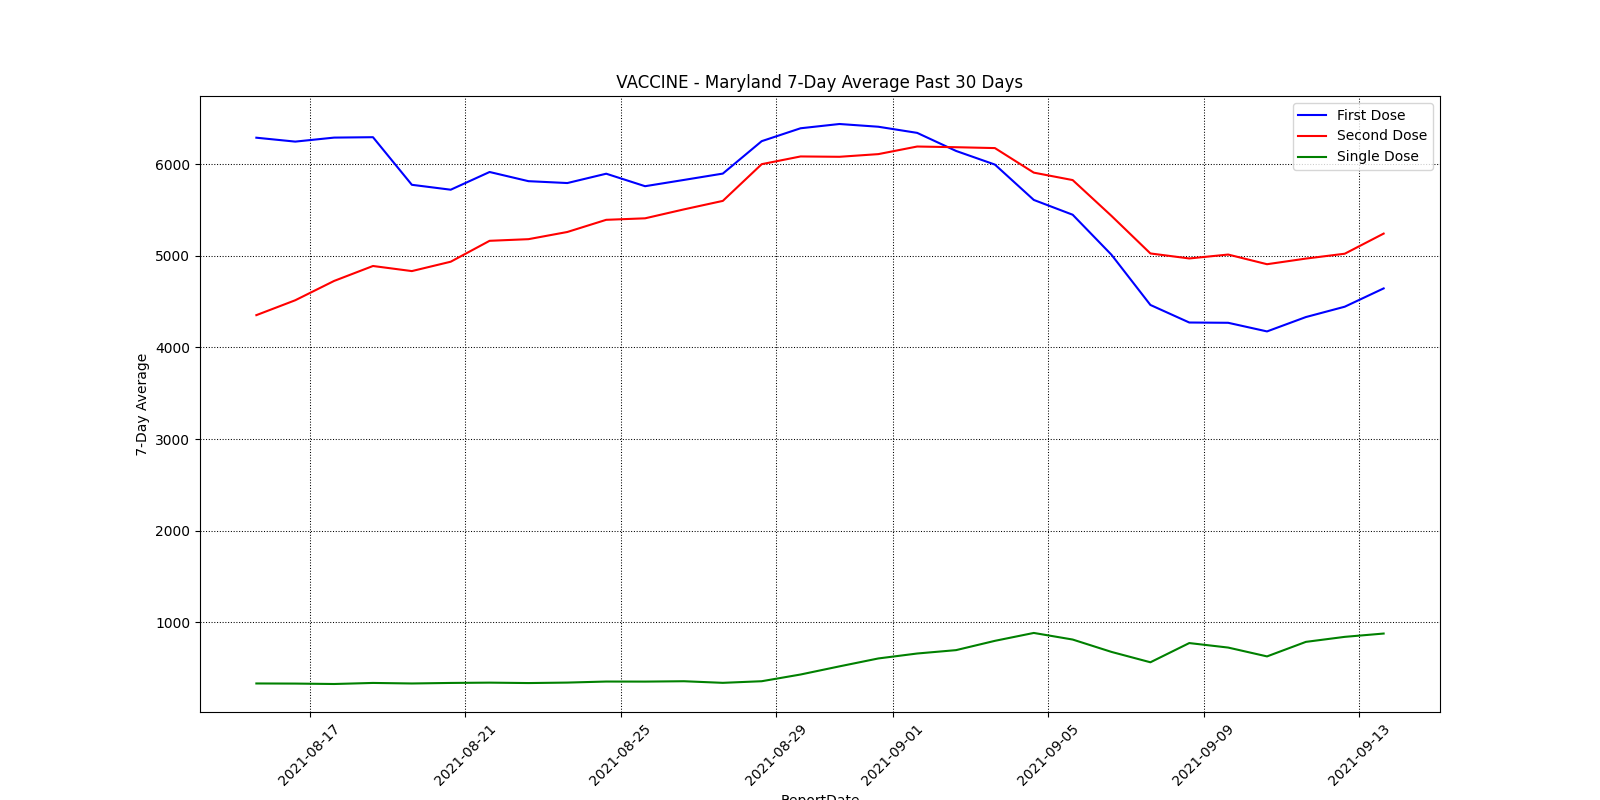 VACCINE - Maryland 7-Day Average Past 30 Days
First Dose
Second Dose
Single Dose
7-Day Average
6000
5000
4000
3000
2000
1000
2021-08-17
2021-08-21
2021-08-25
2021-08-29
2021-09-01
2021-09-05
2021-09-09
2021-09-13
ReportDate